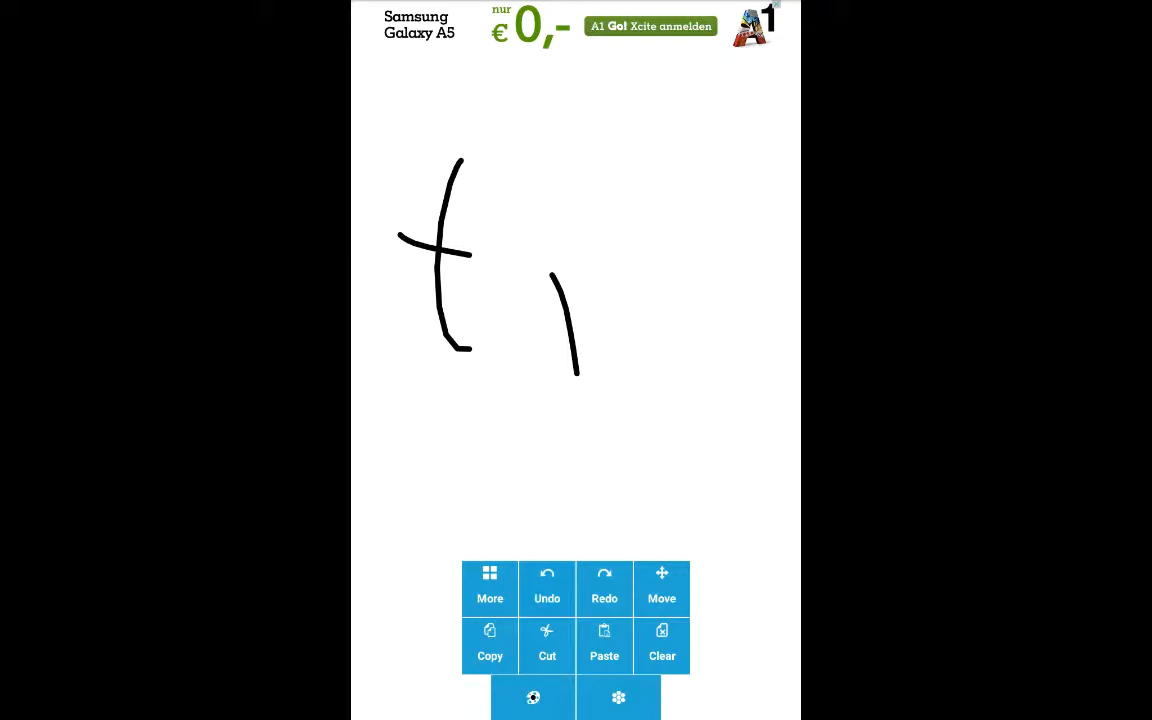 Samsung
Galaxy A5
nur
€ 0,-
A1 Go! Xcite anmelden
A1
t
More Undo Redo Move
Copy Cut Paste Clear